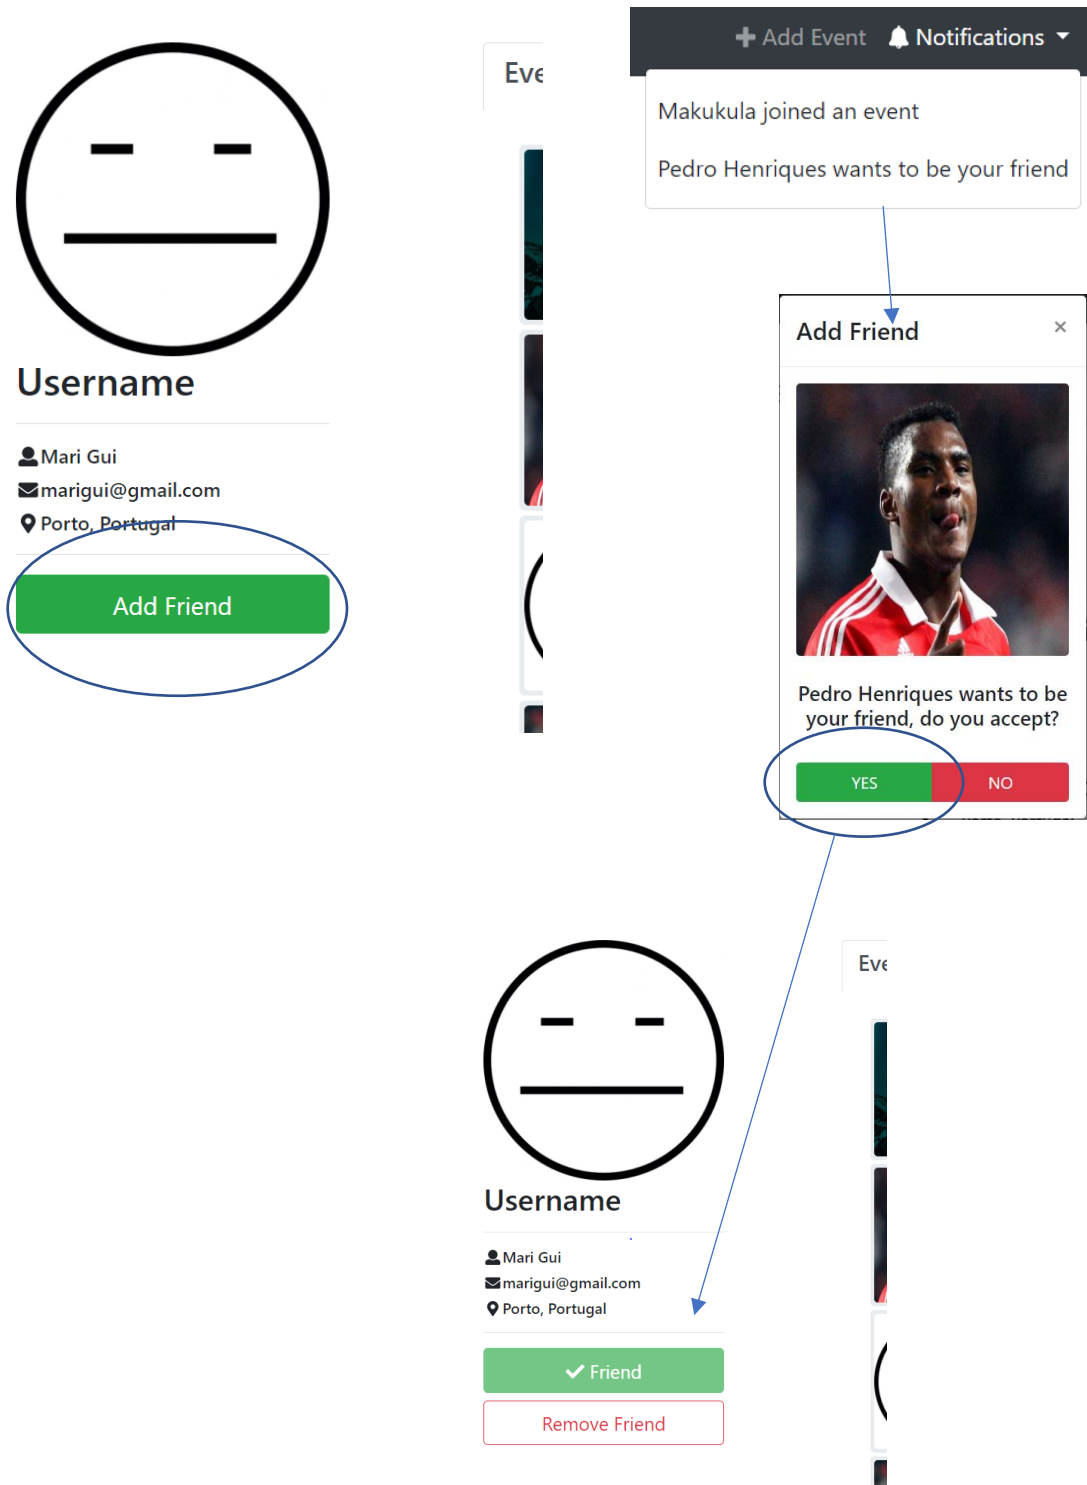 Add Event
Notifications
Makukula joined an event
Pedro Henriques wants to be your friend
Eve
Username
Mari Gui
marigui@gmail.com
Porto, Portugal
Add Friend
Add Friend
×
Pedro Henriques wants to be
your friend, do you accept?
YES
NO
Eve
Username
Mari Gui
marigui@gmail.com
Porto, Portugal
Friend
Remove Friend